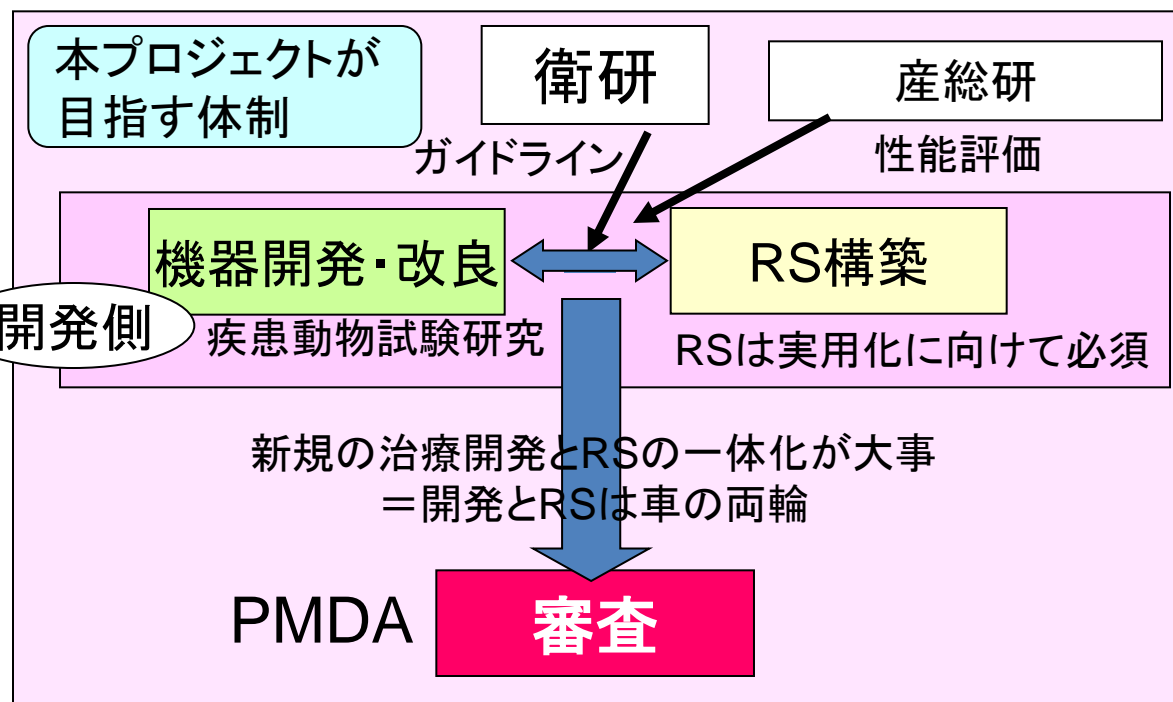 本プロジェクトが
目指す体制
衛研
産総研
ガイドライン
性能評価
機器開発・改良
RS構築
開発側
疾患動物試験研究
RSは実用化に向けて必須
新規の治療開発とRSの一体化が大事
＝開発とRSは車の両輪
PMDA
審査